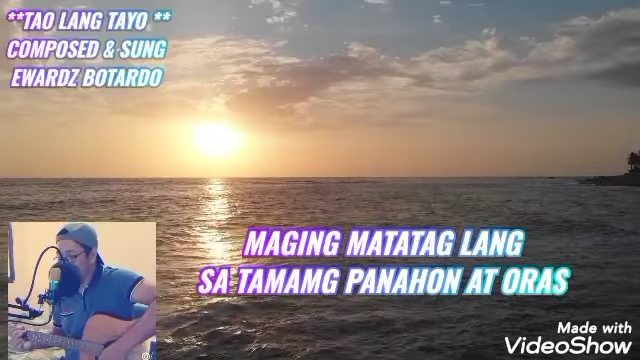 **TAO LANG TAYO **
COMPOSED & SUNG
EWARDZ BOTARDO
MAGING MATATAG LANG
SA TAMAMG PANAHON AT ORAS
Made with
VideoShow